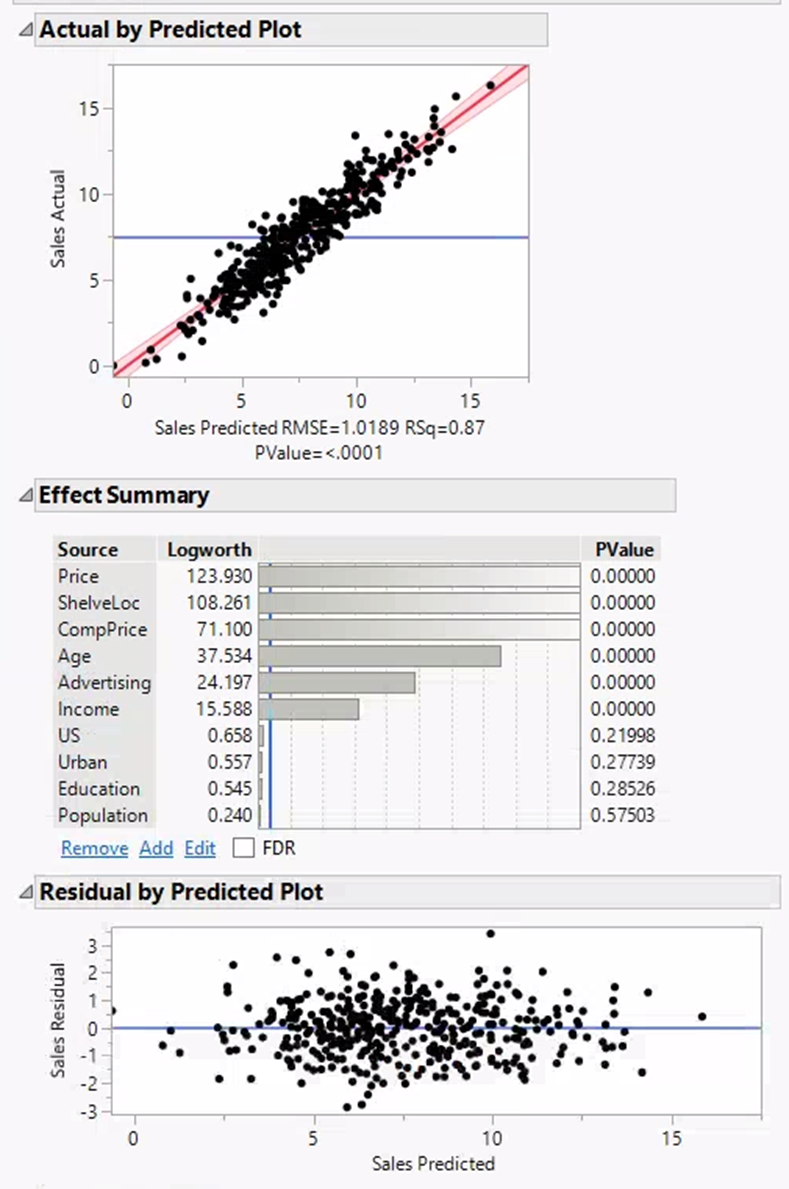 Actual by Predicted Plot
15
10
5
0
Sales Actual
0 5 10 15
Sales Predicted RMSE=1.0189 RSq=0.87
PValue=<.0001
Effect Summary
Source Logworth PValue
Price 123.930 0.00000
ShelveLoc 108.261 0.00000
CompPrice 71.100 0.00000
Age 37.534 0.00000
Advertising 24.197 0.00000
Income 15.588 0.00000
US 0.658 0.21998
Urban 0.557 0.27739
Education 0.545 0.28526
Population 0.240 0.57503
Remove Add Edit FDR
Residual by Predicted Plot
3
2
1
0
-1
-2
-3
Sales Residual
0 5 10 15
Sales Predicted